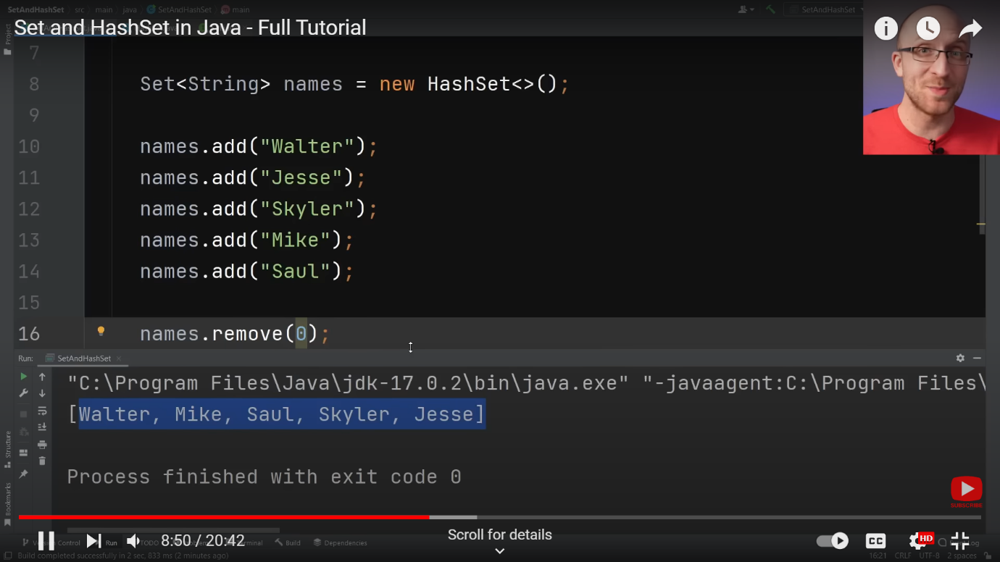 SetAndHashSet src main java SetAndHashSet main SetAndHashSet
Set and HashSet in Java - Full Tutorial
Project
7
8 Set<String> names = new HashSet<>();
9
10 names.add("Walter");
11 names.add("Jesse");
12 names.add("Skyler");
13 names.add("Mike");
14 names.add("Saul");
15
16 names.remove(0);
Run: SetAndHashSet
"C:\Program Files\Java\jdk-17.0.2\bin\java.exe" "-javaagent:C:\Program Files\
[Walter, Mike, Saul, Skyler, Jesse]
Process finished with exit code 0
Structure
Bookmarks
SUBSCRIBE
8:50 / 20:42
Scroll for details
CC
HD
Control Run TODO Terminal Build Dependencies
Build completed successfully in 2 sec, 833 ms (2 minutes ago) 16:21 CRLF UTF-8 2 spaces